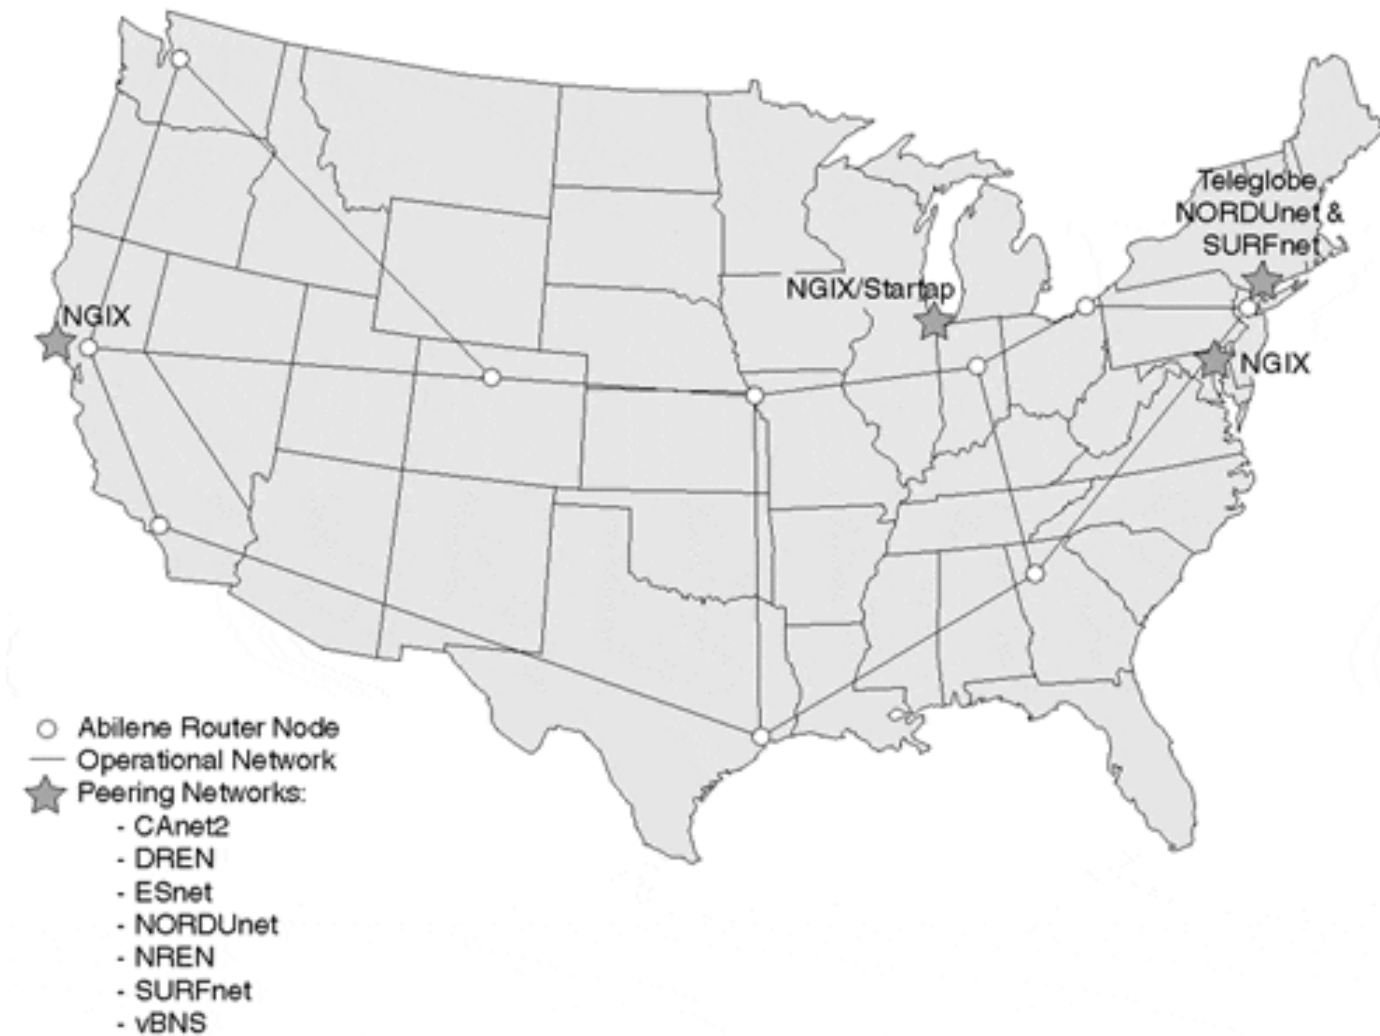 Teleglobe,
NORDUnet &
SURFnet
NGIX/Startap
NGIX
NGIX
Abilene Router Node
Operational Network
Peering Networks:
- CAnet2
- DREN
- ESnet
- NORDUnet
- NREN
- SURFnet
- vBNS